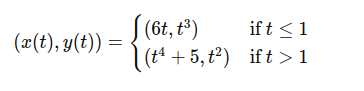 (x(t), y(t)) = { (6t, t³) if t ≤ 1
(t⁴ + 5, t²) if t > 1